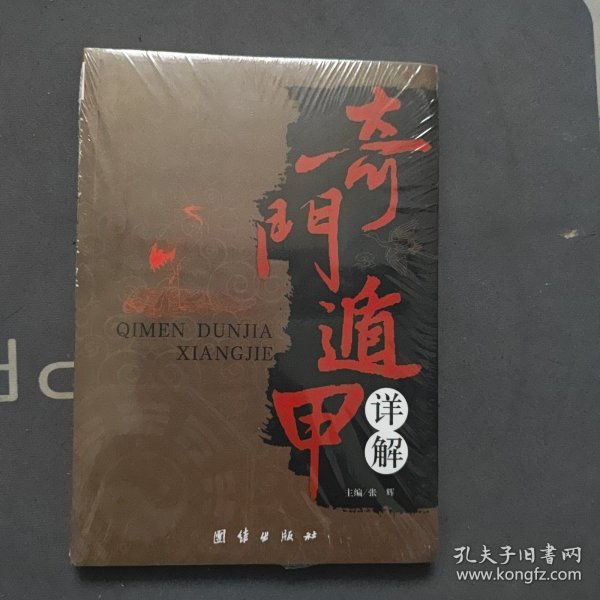 奇門遁甲
详解
QIMEN DUNJIA
XIANGJIE
主编/张 辉
团结出版社
孔夫子旧書网
www.kongfz.com